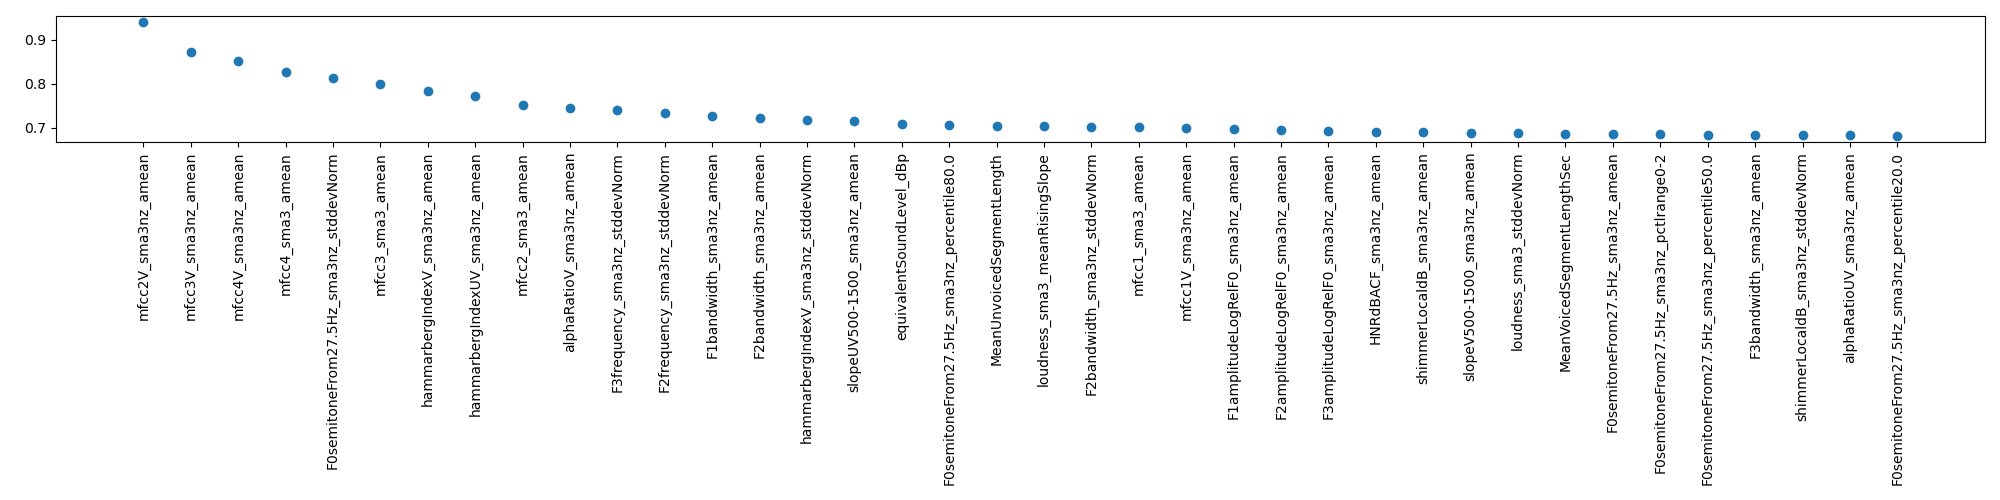 0.9
0.8
0.7
mfcc2V_sma3nz_amean
mfcc3V_sma3nz_amean
mfcc4V_sma3nz_amean
mfcc4_sma3_amean
F0semitoneFrom27.5Hz_sma3nz_stddevNorm
mfcc3_sma3_amean
hammarbergIndexV_sma3nz_amean
hammarbergIndexUV_sma3nz_amean
mfcc2_sma3_amean
alphaRatioV_sma3nz_amean
F3frequency_sma3nz_stddevNorm
F2frequency_sma3nz_stddevNorm
F1bandwidth_sma3nz_amean
F2bandwidth_sma3nz_amean
hammarbergIndexV_sma3nz_stddevNorm
slopeUV500-1500_sma3nz_amean
equivalentSoundLevel_dBp
F0semitoneFrom27.5Hz_sma3nz_percentile80.0
MeanUnvoicedSegmentLength
loudness_sma3_meanRisingSlope
F2bandwidth_sma3nz_stddevNorm
mfcc1_sma3_amean
mfcc1V_sma3nz_amean
F1amplitudeLogRelF0_sma3nz_amean
F2amplitudeLogRelF0_sma3nz_amean
F3amplitudeLogRelF0_sma3nz_amean
HNRdBACF_sma3nz_amean
shimmerLocaldB_sma3nz_amean
slopeV500-1500_sma3nz_amean
loudness_sma3_stddevNorm
MeanVoicedSegmentLengthSec
F0semitoneFrom27.5Hz_sma3nz_amean
F0semitoneFrom27.5Hz_sma3nz_pctlrange0-2
F0semitoneFrom27.5Hz_sma3nz_percentile50.0
F3bandwidth_sma3nz_amean
shimmerLocaldB_sma3nz_stddevNorm
alphaRatioUV_sma3nz_amean
F0semitoneFrom27.5Hz_sma3nz_percentile20.0